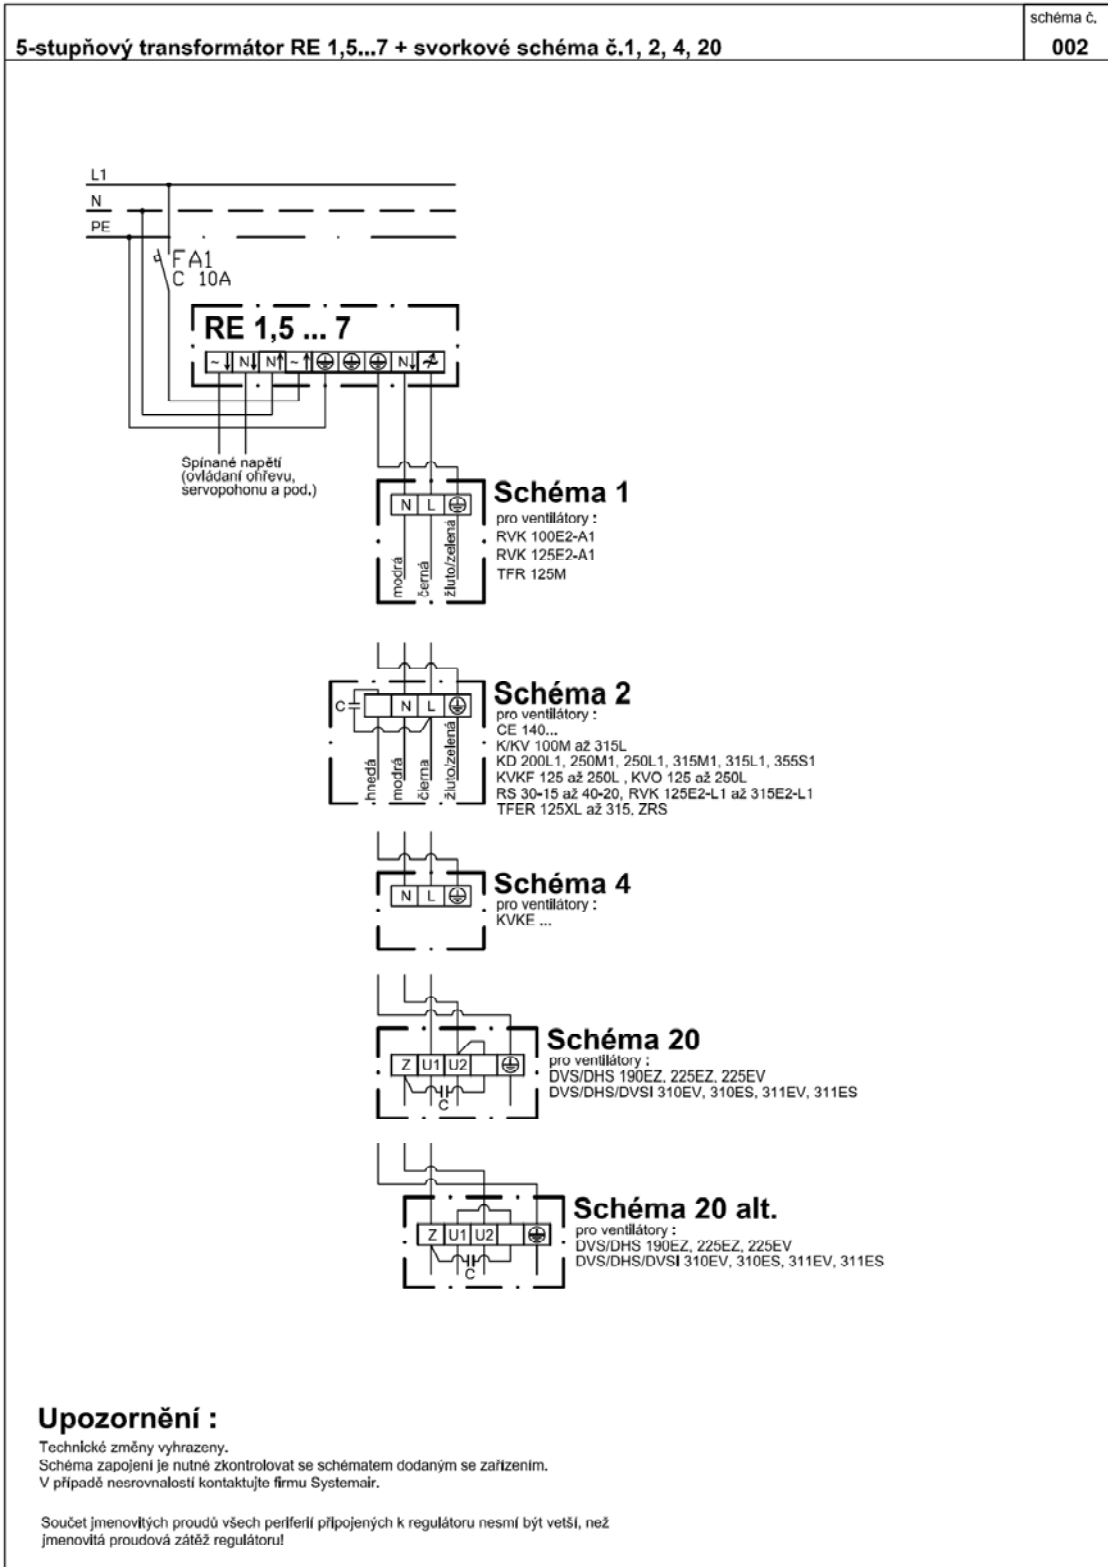 schéma č.
5-stupňový transformátor RE 1,5...7 + svorkové schéma č.1, 2, 4, 20
002
L1
N
PE
FA1
C 10A
RE 1,5 ... 7
~↓ N↓ N↑ ~↑ N↓
Spínané napětí
(ovládaní ohřevu,
servopohonu a pod.)
Schéma 1
N L
pro ventilátory :
RVK 100E2-A1
RVK 125E2-A1
TFR 125M
modrá
černá
žluto/zelená
Schéma 2
C N L
pro ventilátory :
CE 140...
K/KV 100M až 315L
KD 200L1, 250M1, 250L1, 315M1, 315L1, 355S1
KVKF 125 až 250L , KVO 125 až 250L
RS 30-15 až 40-20, RVK 125E2-L1 až 315E2-L1
TFER 125XL až 315, ZRS
hnedá
modrá
čierna
žluto/zelená
Schéma 4
N L
pro ventilátory :
KVKE ...
Schéma 20
pro ventilátory :
Z U1 U2
DVS/DHS 190EZ, 225EZ, 225EV
DVS/DHS/DVSI 310EV, 310ES, 311EV, 311ES
C
Schéma 20 alt.
pro ventilátory :
Z U1 U2
DVS/DHS 190EZ, 225EZ, 225EV
DVS/DHS/DVSI 310EV, 310ES, 311EV, 311ES
C
Upozornění :
Technické změny vyhrazeny.
Schéma zapojení je nutné zkontrolovat se schématem dodaným se zařízením.
V případě nesrovnalostí kontaktujte firmu Systemair.
Součet jmenovitých proudů všech periferií připojených k regulátoru nesmí být vetší, než
jmenovitá proudová zátěž regulátoru!